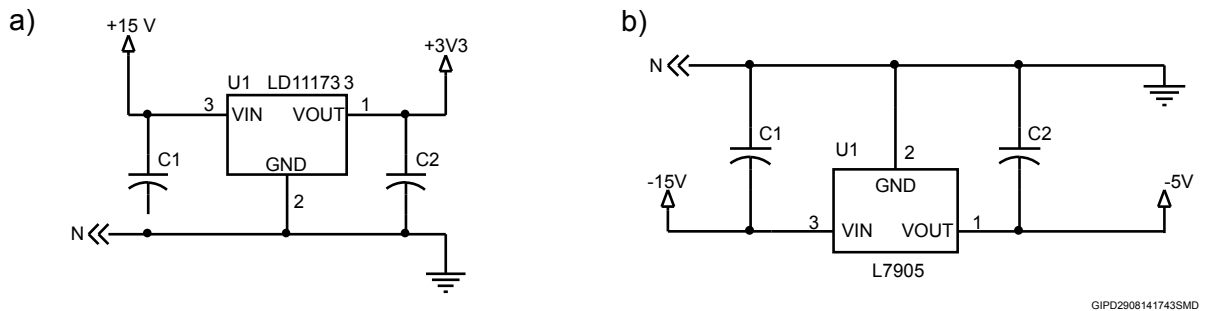 a)
+15 V
+3V3
U1 LD11173 3
3 VIN VOUT 1
C1
GND
C2
2
N
b)
N
C1
C2
U1
2
GND
-15V
-5V
3 VIN VOUT 1
L7905
GIPD2908141743SMD